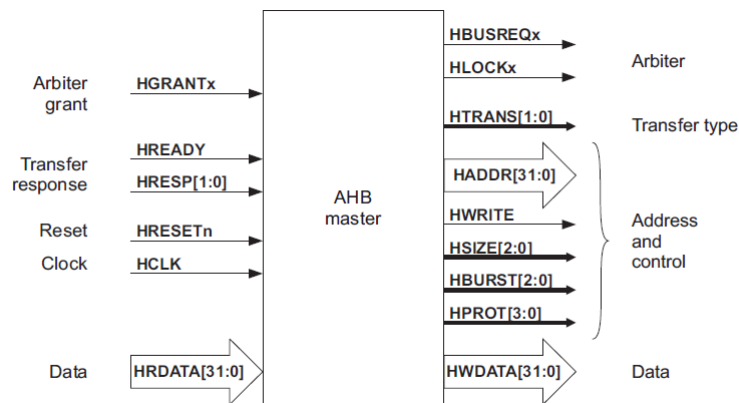 Arbiter
grant
HGRANTx
Transfer
response
HREADY
HRESP[1:0]
Reset
HRESETn
Clock
HCLK
Data
HRDATA[31:0]
AHB
master
HBUSREQx
HLOCKx
Arbiter
HTRANS[1:0]
Transfer type
HADDR[31:0]
HWRITE
HSIZE[2:0]
HBURST[2:0]
HPROT[3:0]
Address
and
control
HWDATA[31:0]
Data